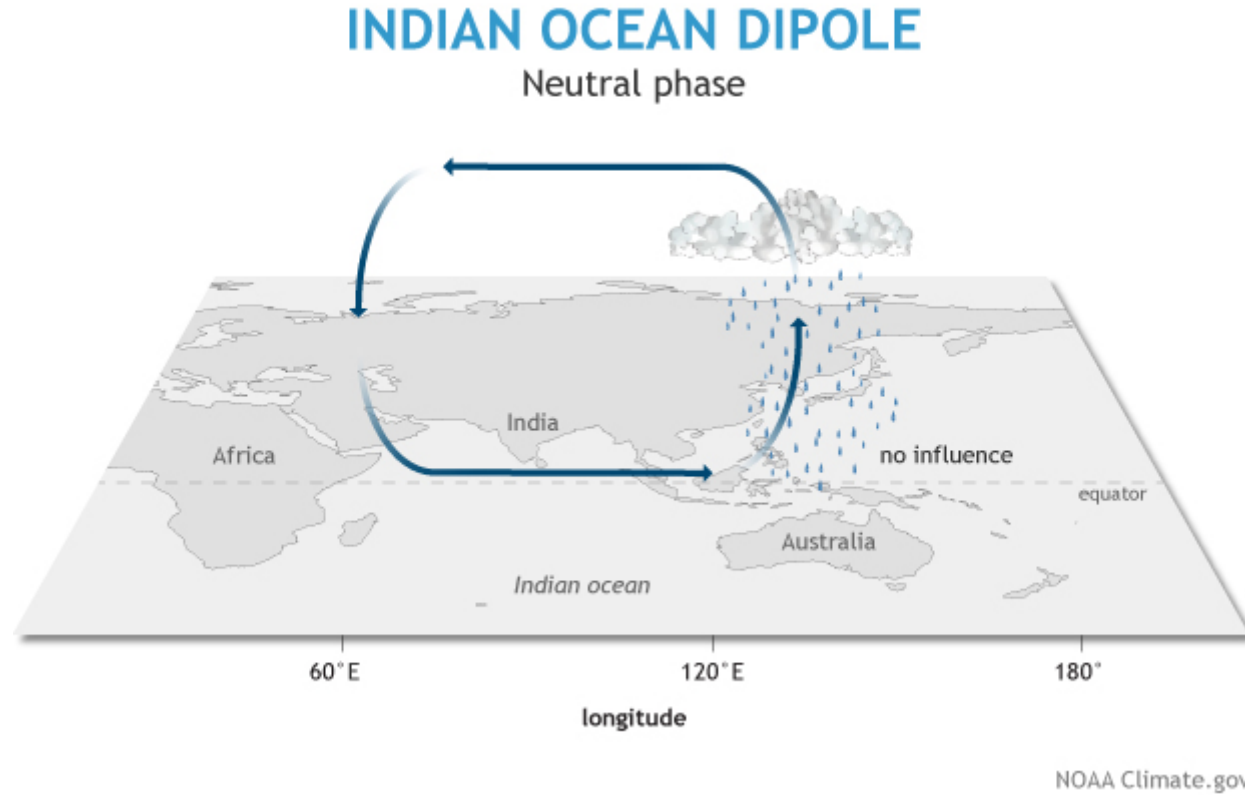 INDIAN OCEAN DIPOLE
Neutral phase
India
Africa
no influence
equator
Australia
Indian ocean
60°E
120°E
180°
longitude
NOAA Climate.gov